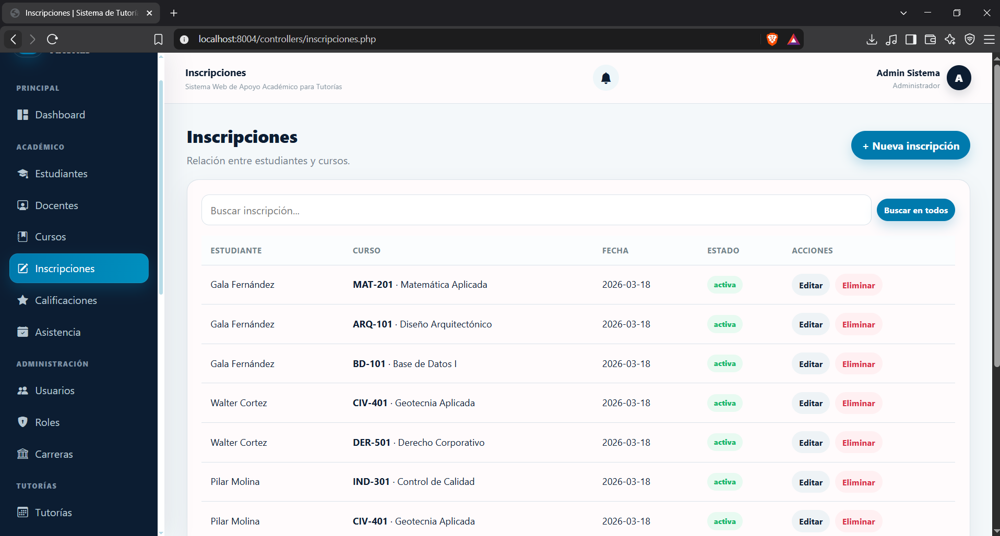 Inscripciones | Sistema de Tutorí
localhost:8004/controllers/inscripciones.php
PRINCIPAL
Dashboard
ACADÉMICO
Estudiantes
Docentes
Cursos
Inscripciones
Calificaciones
Asistencia
ADMINISTRACIÓN
Usuarios
Roles
Carreras
TUTORÍAS
Tutorías
Inscripciones
Sistema Web de Apoyo Académico para Tutorías
Admin Sistema
Administrador
A
Inscripciones
Relación entre estudiantes y cursos.
+ Nueva inscripción
Buscar inscripción...
Buscar en todos
ESTUDIANTE CURSO FECHA ESTADO ACCIONES
Gala Fernández MAT-201 · Matemática Aplicada 2026-03-18 activa Editar Eliminar
Gala Fernández ARQ-101 · Diseño Arquitectónico 2026-03-18 activa Editar Eliminar
Gala Fernández BD-101 · Base de Datos I 2026-03-18 activa Editar Eliminar
Walter Cortez CIV-401 · Geotecnia Aplicada 2026-03-18 activa Editar Eliminar
Walter Cortez DER-501 · Derecho Corporativo 2026-03-18 activa Editar Eliminar
Pilar Molina IND-301 · Control de Calidad 2026-03-18 activa Editar Eliminar
Pilar Molina CIV-401 · Geotecnia Aplicada 2026-03-18 activa Editar Eliminar